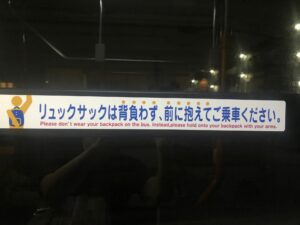 リュックサックは背負わず、前に抱えてご乗車ください。
Please don't wear your backpack on the bus. Instead,please hold onto your backpack with your arms.